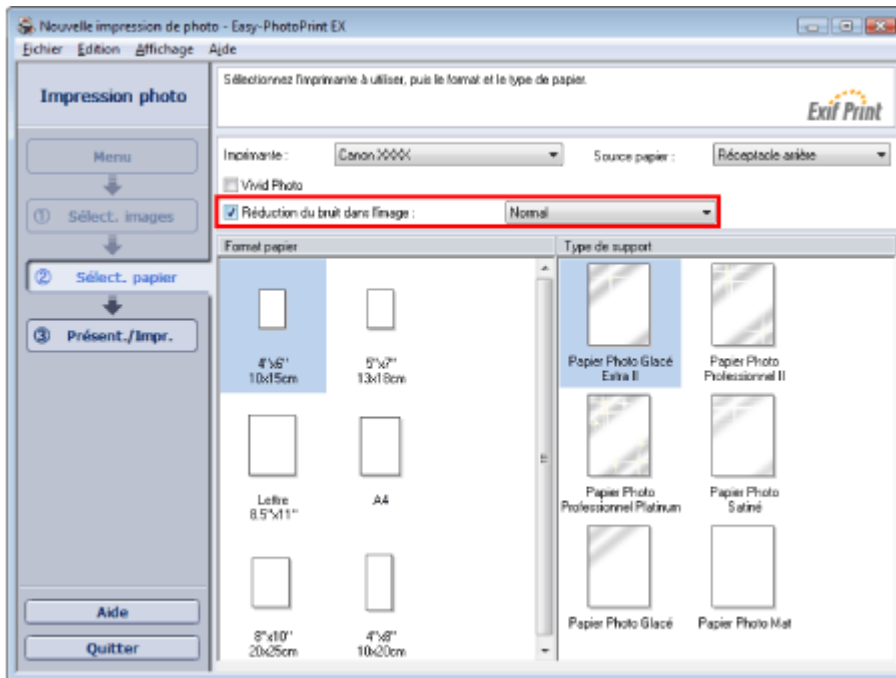 Nouvelle impression de photo - Easy-PhotoPrint EX
Fichier Edition Affichage Aide
Impression photo
Sélectionnez l'imprimante à utiliser, puis le format et le type de papier.
Exif Print
Menu
① Sélect. images
② Sélect. papier
③ Présent./Impr.
Aide
Quitter
Imprimante : Canon XXXX Source papier : Réceptacle arrière
Vivid Photo
Réduction du bruit dans l'image : Normal
Format papier
4"x6"
10x15cm
5"x7"
13x18cm
Lettre
8.5"x11"
A4
8"x10"
20x25cm
4"x8"
10x20cm
Type de support
Papier Photo Glacé
Extra II
Papier Photo
Professionnel II
Papier Photo
Professionnel Platinum
Papier Photo
Satiné
Papier Photo Glacé
Papier Photo Mat